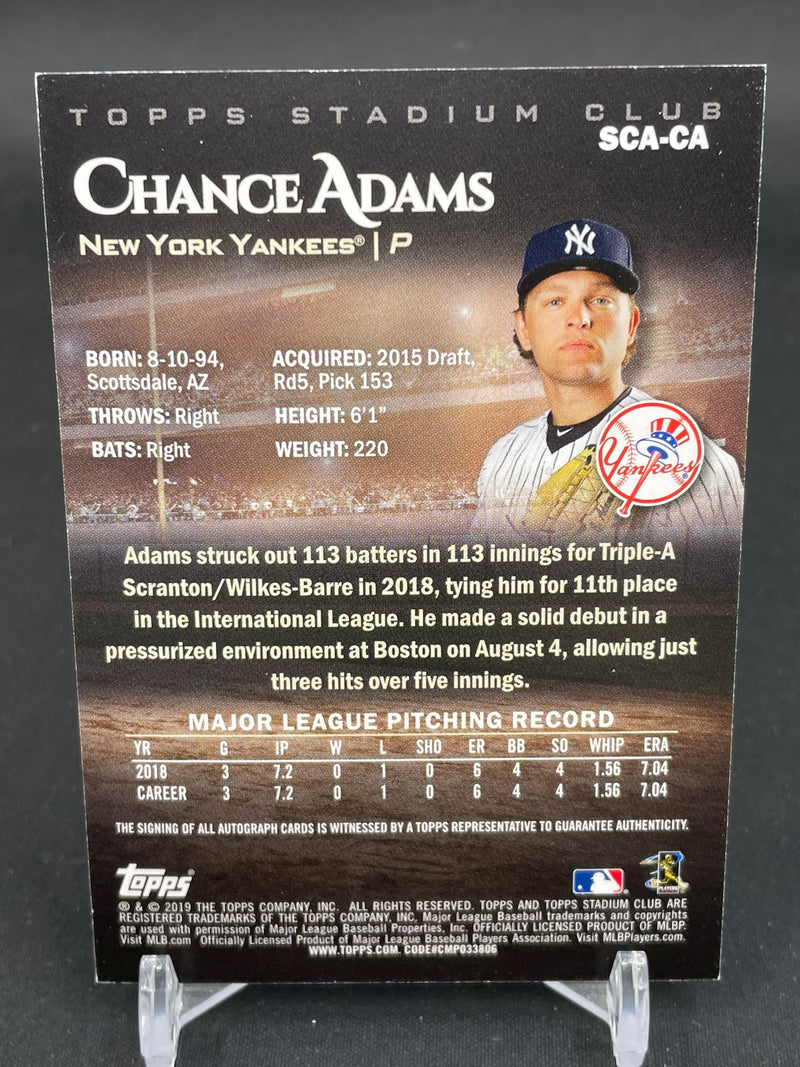 TOPPS STADIUM CLUB
SCA-CA
CHANCE ADAMS
NEW YORK YANKEES® | P
NY
BORN: 8-10-94,
Scottsdale, AZ
ACQUIRED: 2015 Draft,
Rd5, Pick 153
THROWS: Right
HEIGHT: 6'1"
BATS: Right
WEIGHT: 220
Yankees®
Adams struck out 113 batters in 113 innings for Triple-A
Scranton/Wilkes-Barre in 2018, tying him for 11th place
in the International League. He made a solid debut in a
pressurized environment at Boston on August 4, allowing just
three hits over five innings.
MAJOR LEAGUE PITCHING RECORD
YR G IP W L SHO ER BB SO WHIP ERA
2018 3 7.2 0 1 0 6 4 4 1.56 7.04
CAREER 3 7.2 0 1 0 6 4 4 1.56 7.04
THE SIGNING OF ALL AUTOGRAPH CARDS IS WITNESSED BY A TOPPS REPRESENTATIVE TO GUARANTEE AUTHENTICITY.
Topps®
PLAYERS
® & © 2019 THE TOPPS COMPANY, INC. ALL RIGHTS RESERVED. TOPPS AND TOPPS STADIUM CLUB ARE
REGISTERED TRADEMARKS OF THE TOPPS COMPANY, INC. Major League Baseball trademarks and copyrights
are used with permission of Major League Baseball Properties, Inc. OFFICIALLY LICENSED PRODUCT OF MLBP.
Visit MLB.com Officially Licensed Product of Major League Baseball Players Association. Visit MLBPlayers.com.
WWW.TOPPS.COM. CODE#CMP033806